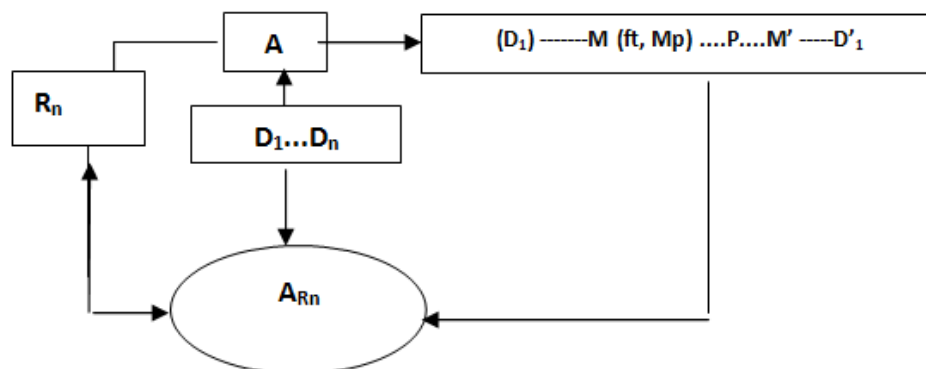 A
(D₁) -------M (ft, Mp) ....P....M’ -----D’₁
Rₙ
D₁...Dₙ
A_Rₙ